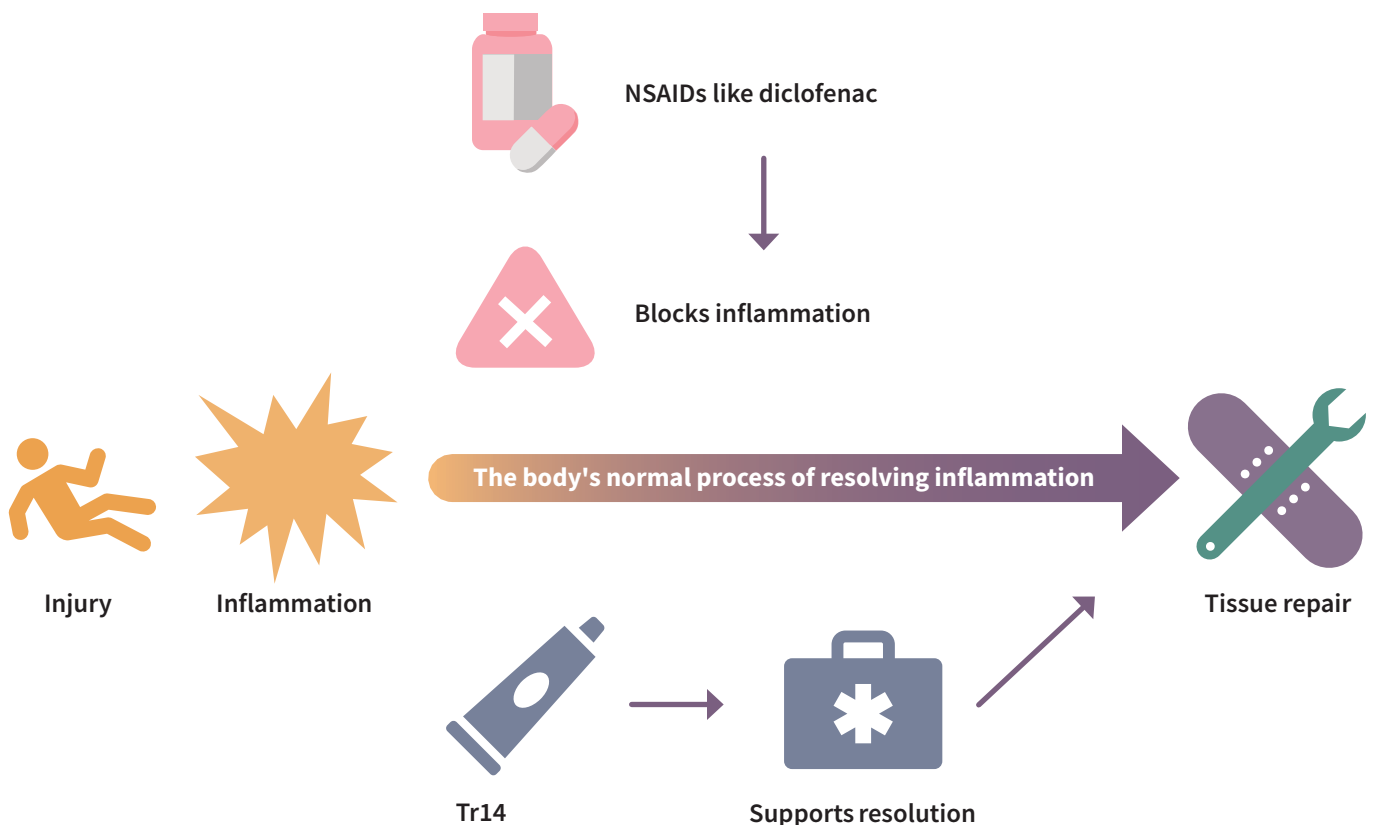 NSAIDs like diclofenac
Blocks inflammation
The body's normal process of resolving inflammation
Injury
Inflammation
Tissue repair
Tr14
Supports resolution